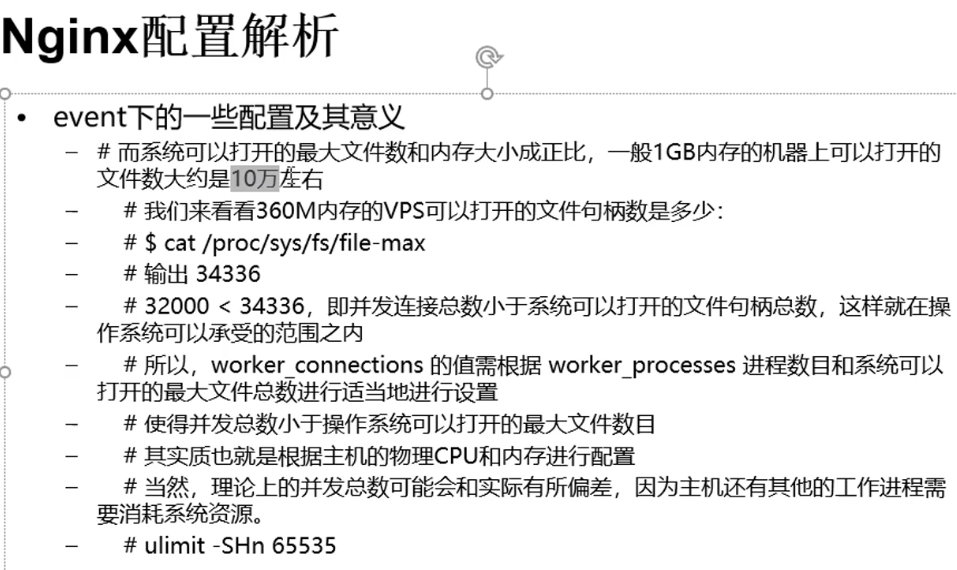 Nginx配置解析
• event下的一些配置及其意义
– # 而系统可以打开的最大文件数和内存大小成正比，一般1GB内存的机器上可以打开的
文件数大约是10万左右
– # 我们来看看360M内存的VPS可以打开的文件句柄数是多少：
– # $ cat /proc/sys/fs/file-max
– # 输出 34336
– # 32000 < 34336，即并发连接总数小于系统可以打开的文件句柄总数，这样就在操
作系统可以承受的范围之内
– # 所以，worker_connections 的值需根据 worker_processes 进程数目和系统可以
打开的最大文件总数进行适当地进行设置
– # 使得并发总数小于操作系统可以打开的最大文件数目
– # 其实质也就是根据主机的物理CPU和内存进行配置
– # 当然，理论上的并发总数可能会和实际有所偏差，因为主机还有其他的工作进程需
要消耗系统资源。
– # ulimit -SHn 65535